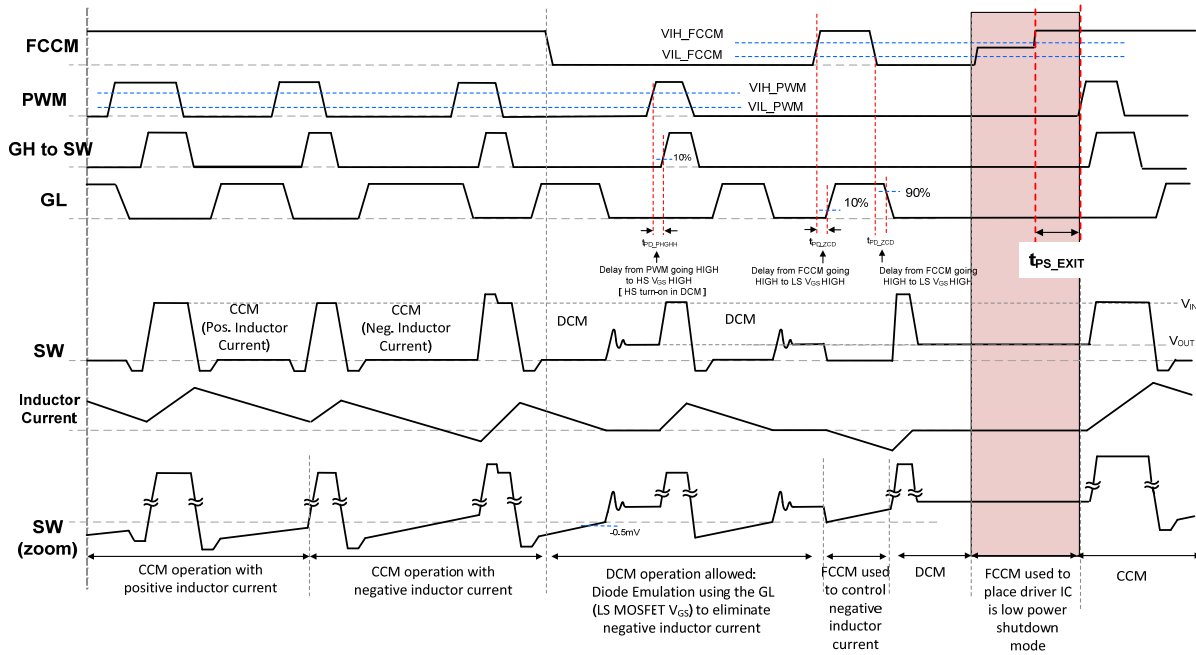 FCCM
VIH_FCCM
VIL_FCCM
PWM
VIH_PWM
VIL_PWM
GH to SW
10%
GL
10%
90%
tPD_PHGHH
tPD_ZCD
tPD_ZCD
tPS_EXIT
Delay from PWM going HIGH
to HS VGS HIGH
[ HS turn-on in DCM ]
Delay from FCCM going
HIGH to LS VGS HIGH
Delay from FCCM going
HIGH to LS VGS HIGH
CCM
(Pos. Inductor
Current)
CCM
(Neg. Inductor
Current)
DCM
DCM
DCM
VIN
VOUT
SW
Inductor
Current
SW
(zoom)
-0.5mV
CCM operation with
positive inductor current
CCM operation with
negative inductor current
DCM operation allowed:
Diode Emulation using the GL
(LS MOSFET VGS) to eliminate
negative inductor current
FCCM used
to control
negative
inductor
current
DCM
FCCM used to
place driver IC
is low power
shutdown
mode
CCM